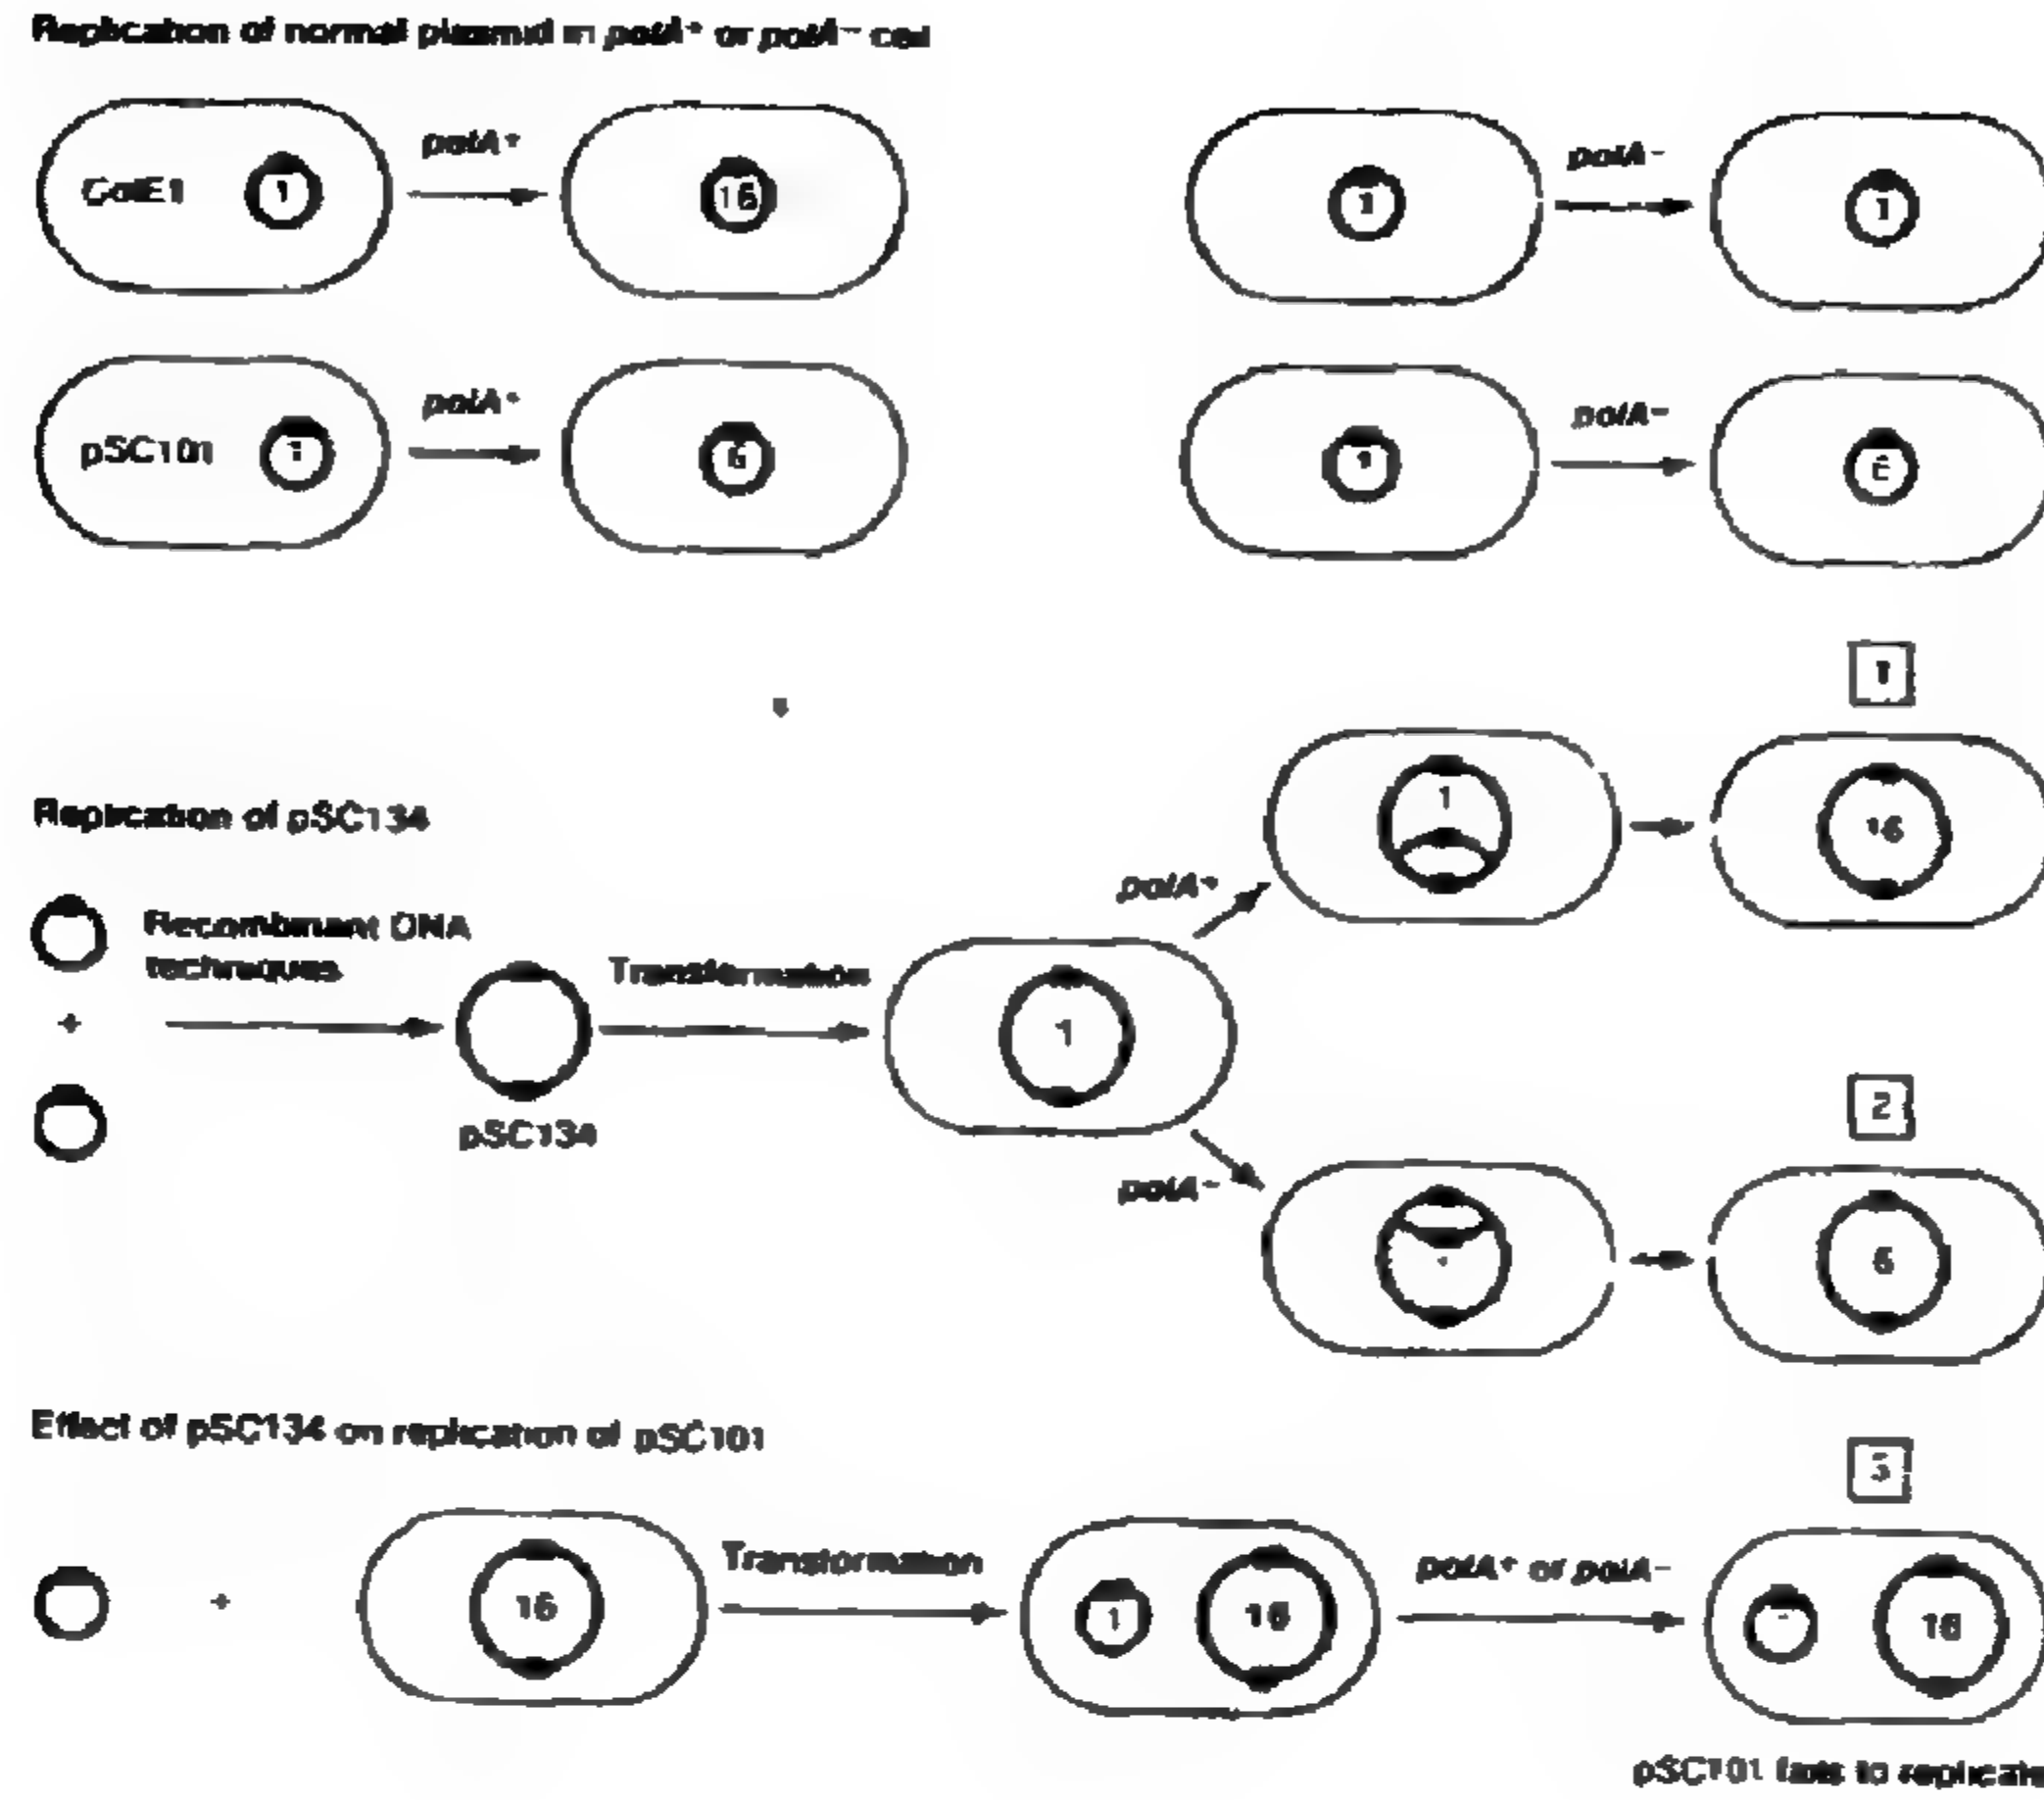 Replication of normal plasmid in polA+ or polA− cell
polA+
polA−
ColE1
1
16
1
1
polA+
polA−
pSC101
1
6
1
6
1
1
16
Replication of pSC134
polA+
Recombinant DNA
techniques
Transformation
+
1
2
pSC134
polA−
6
Effect of pSC134 on replication of pSC101
3
Transformation
polA+ or polA−
+
16
1
16
16
pSC101 fails to replicate